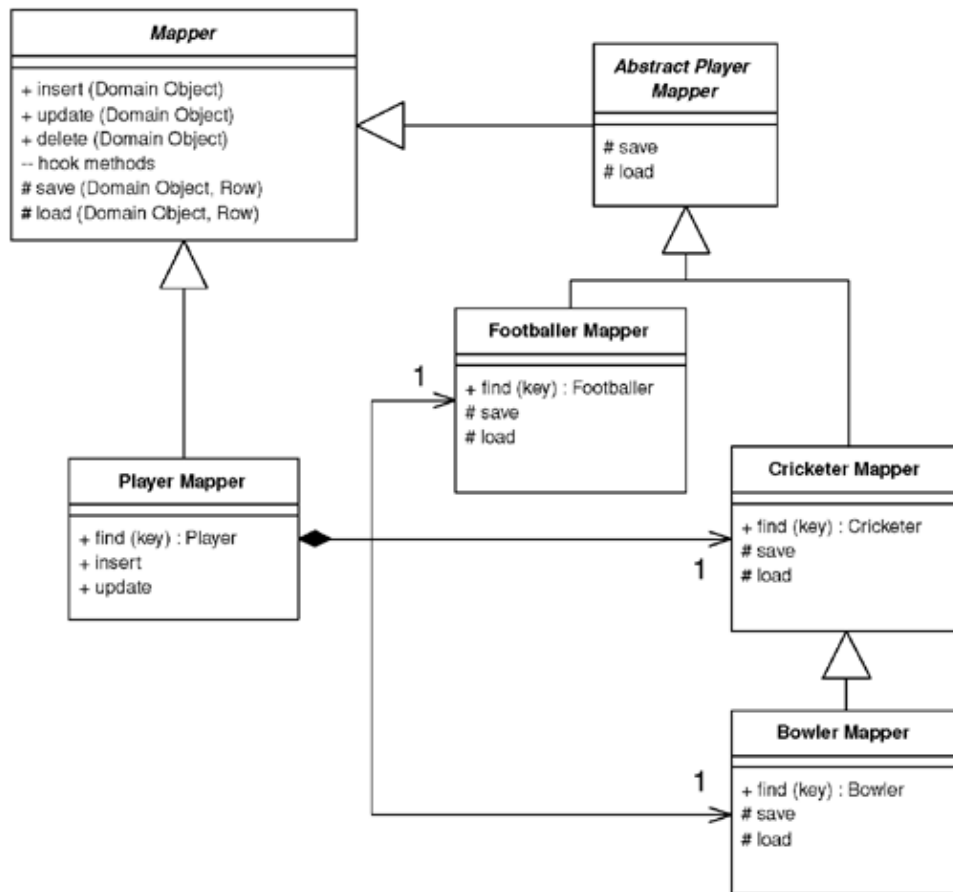 Mapper
+ insert (Domain Object)
+ update (Domain Object)
+ delete (Domain Object)
-- hook methods
# save (Domain Object, Row)
# load (Domain Object, Row)
Abstract Player
Mapper
# save
# load
Footballer Mapper
+ find (key) : Footballer
# save
# load
1
Player Mapper
+ find (key) : Player
+ insert
+ update
Cricketer Mapper
+ find (key) : Cricketer
# save
# load
1
Bowler Mapper
+ find (key) : Bowler
# save
# load
1